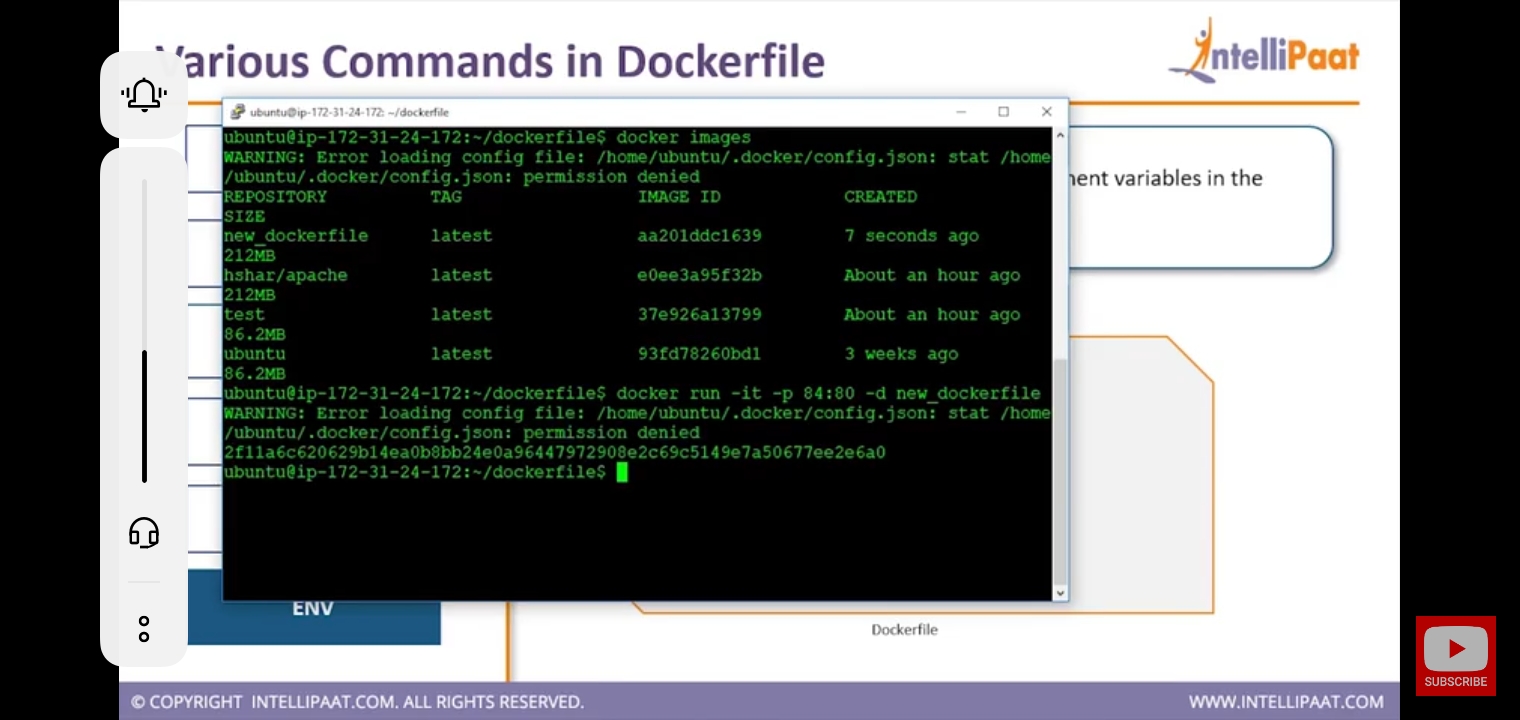 Various Commands in Dockerfile
IntelliPaat
ubuntu@ip-172-31-24-172: ~/dockerfile
ubuntu@ip-172-31-24-172:~/dockerfile$ docker images
WARNING: Error loading config file: /home/ubuntu/.docker/config.json: stat /home
/ubuntu/.docker/config.json: permission denied
REPOSITORY TAG IMAGE ID CREATED
SIZE
new_dockerfile latest aa201ddc1639 7 seconds ago
212MB
hshar/apache latest e0ee3a95f32b About an hour ago
212MB
test latest 37e926a13799 About an hour ago
86.2MB
ubuntu latest 93fd78260bd1 3 weeks ago
86.2MB
ubuntu@ip-172-31-24-172:~/dockerfile$ docker run -it -p 84:80 -d new_dockerfile
WARNING: Error loading config file: /home/ubuntu/.docker/config.json: stat /home
/ubuntu/.docker/config.json: permission denied
2f11a6c620629b14ea0b8bb24e0a96447972908e2c69c5149e7a50677ee2e6a0
ubuntu@ip-172-31-24-172:~/dockerfile$
variables in the
ENV
Dockerfile
SUBSCRIBE
© COPYRIGHT INTELLIPAAT.COM. ALL RIGHTS RESERVED.
WWW.INTELLIPAAT.COM